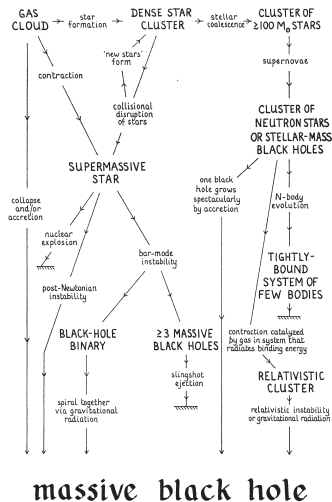 GAS
CLOUD
star
formation
DENSE STAR
CLUSTER
stellar
coalescence
CLUSTER OF
≥100 M⊙ STARS
contraction
'new stars'
form
supernovae
collisional
disruption
of stars
CLUSTER OF
NEUTRON STARS
OR STELLAR-MASS
BLACK HOLES
SUPERMASSIVE
STAR
one black
hole grows
spectacularly
by accretion
N-body
evolution
collapse
and/or
accretion
nuclear
explosion
bar-mode
instability
TIGHTLY-
BOUND
SYSTEM OF
FEW BODIES
post-Newtonian
instability
BLACK-HOLE
BINARY
≥3 MASSIVE
BLACK HOLES
contraction catalyzed
by gas in system that
radiates binding energy
slingshot
ejection
RELATIVISTIC
CLUSTER
spiral together
via gravitational
radiation
relativistic instability
or gravitational radiation
massive black hole